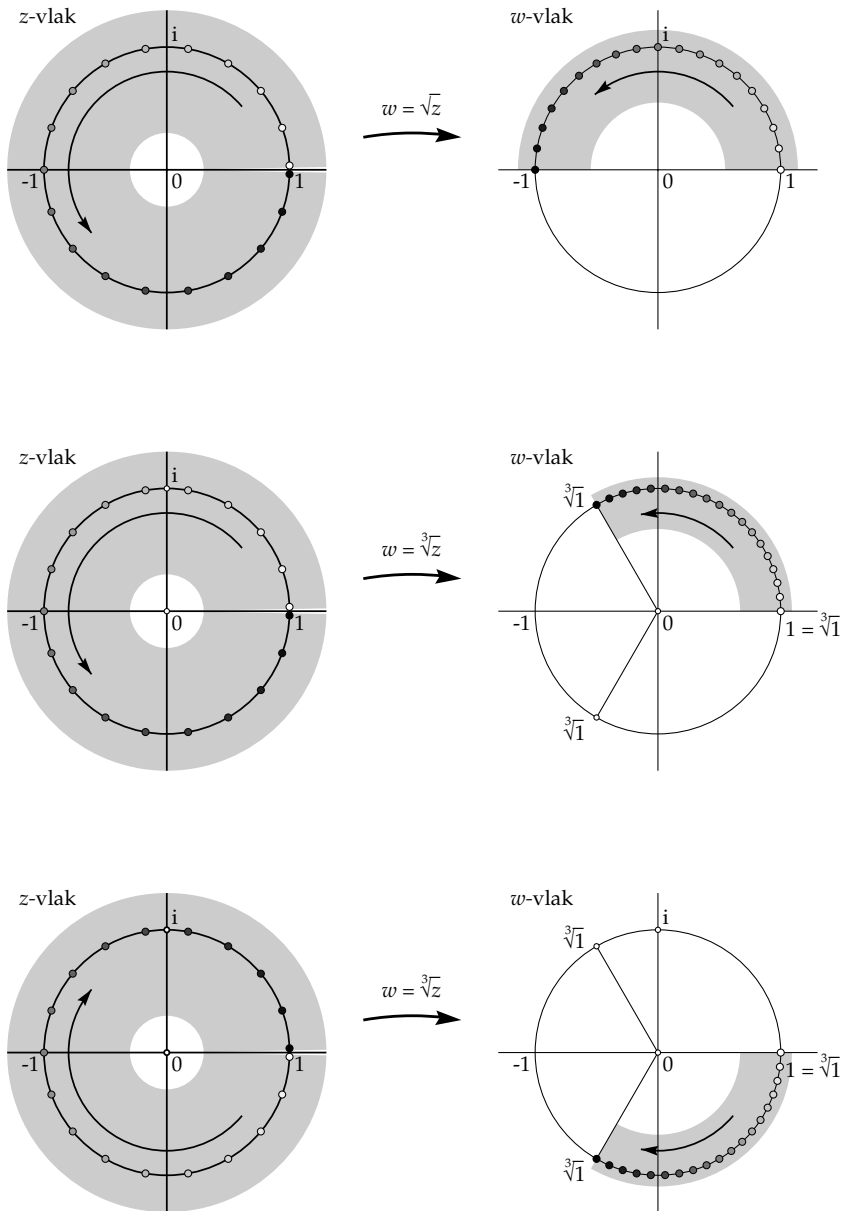 z-vlak
i
-1
0
1
w = √z
w-vlak
i
-1
0
1
z-vlak
i
-1
0
1
w = ∛z
w-vlak
∛1
-1
0
1 = ∛1
∛1
z-vlak
i
-1
0
1
w = ∛z
w-vlak
i
∛1
-1
0
1 = ∛1
∛1